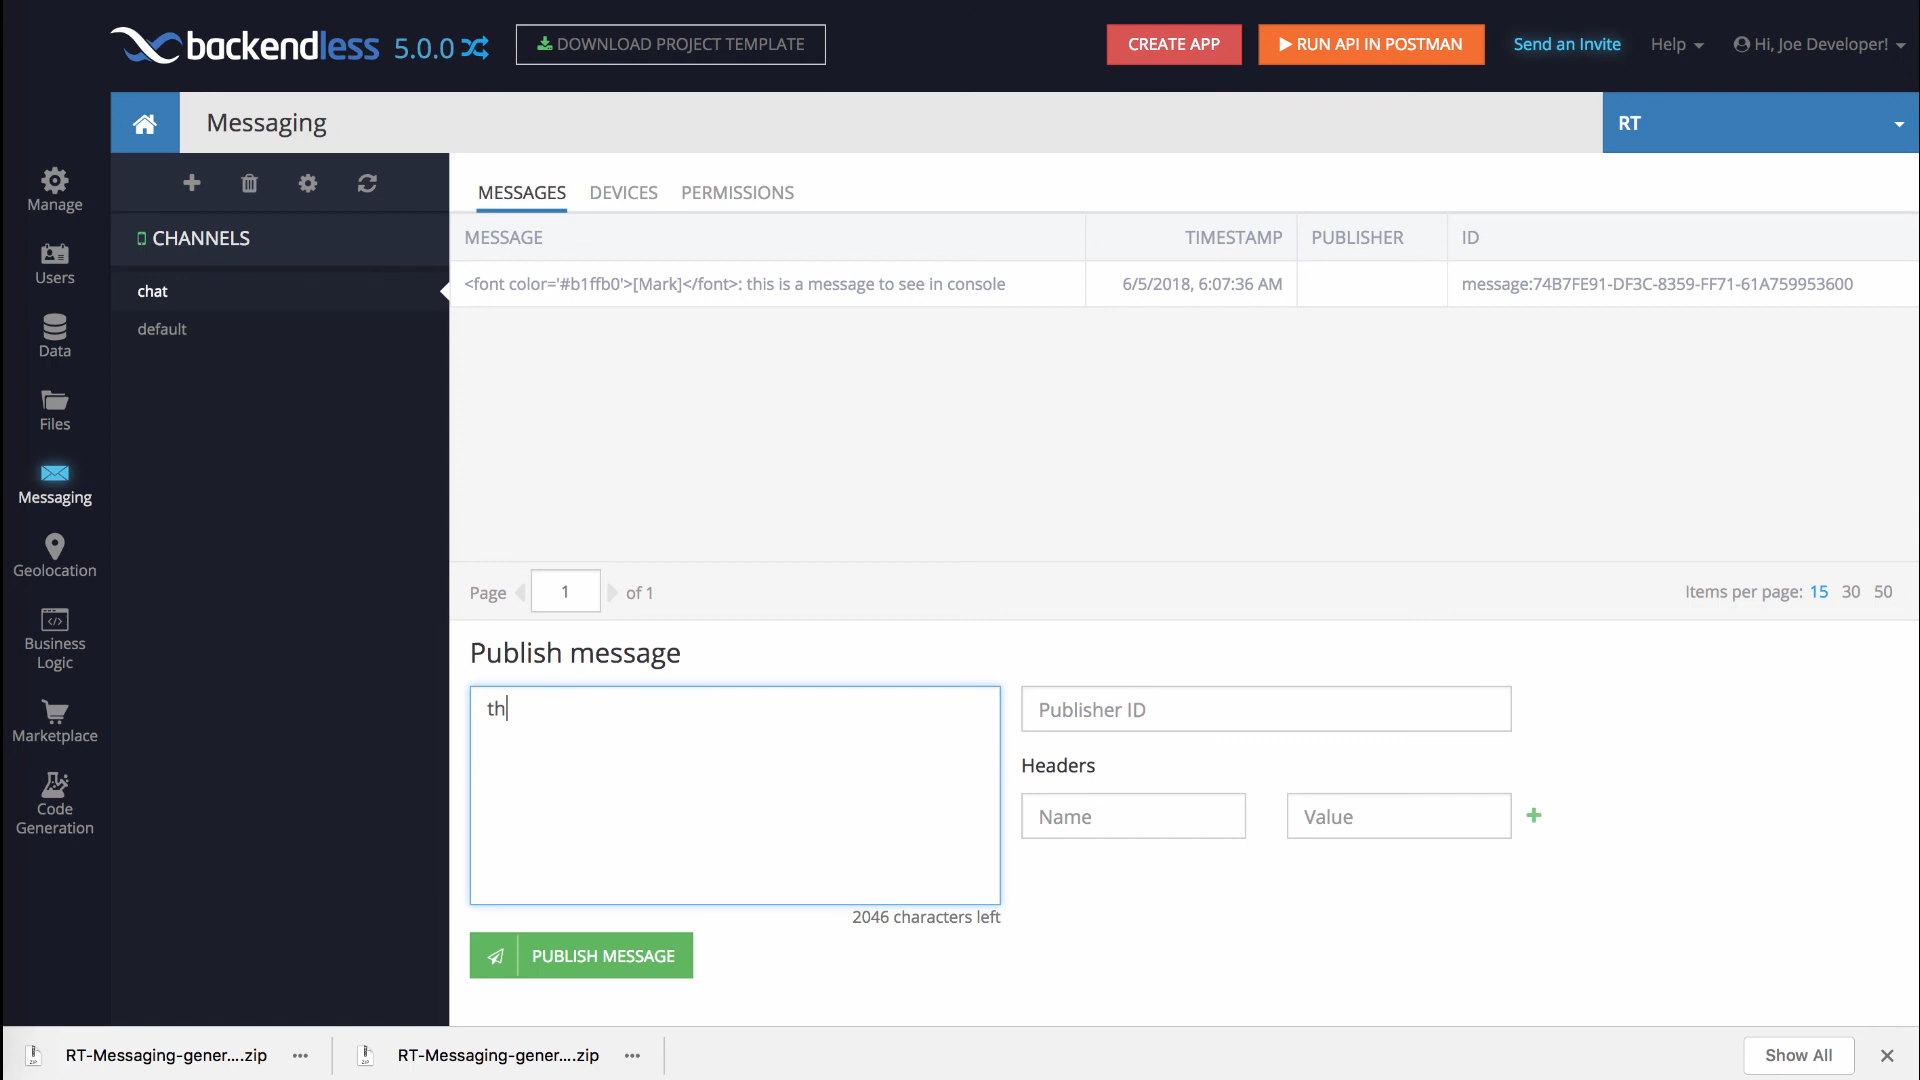 backendless 5.0.0
DOWNLOAD PROJECT TEMPLATE
CREATE APP
RUN API IN POSTMAN
Send an Invite
Help
Hi, Joe Developer!
Messaging
RT
Manage
Users
Data
Files
Messaging
Geolocation
Business
Logic
Marketplace
Code
Generation
CHANNELS
chat
default
MESSAGES DEVICES PERMISSIONS
MESSAGE TIMESTAMP PUBLISHER ID
<font color='#b1ffb0'>[Mark]</font>: this is a message to see in console 6/5/2018, 6:07:36 AM message:74B7FE91-DF3C-8359-FF71-61A759953600
Page 1 of 1
Items per page: 15 30 50
Publish message
th
2046 characters left
PUBLISH MESSAGE
Publisher ID
Headers
Name Value
RT-Messaging-gener....zip
RT-Messaging-gener....zip
Show All